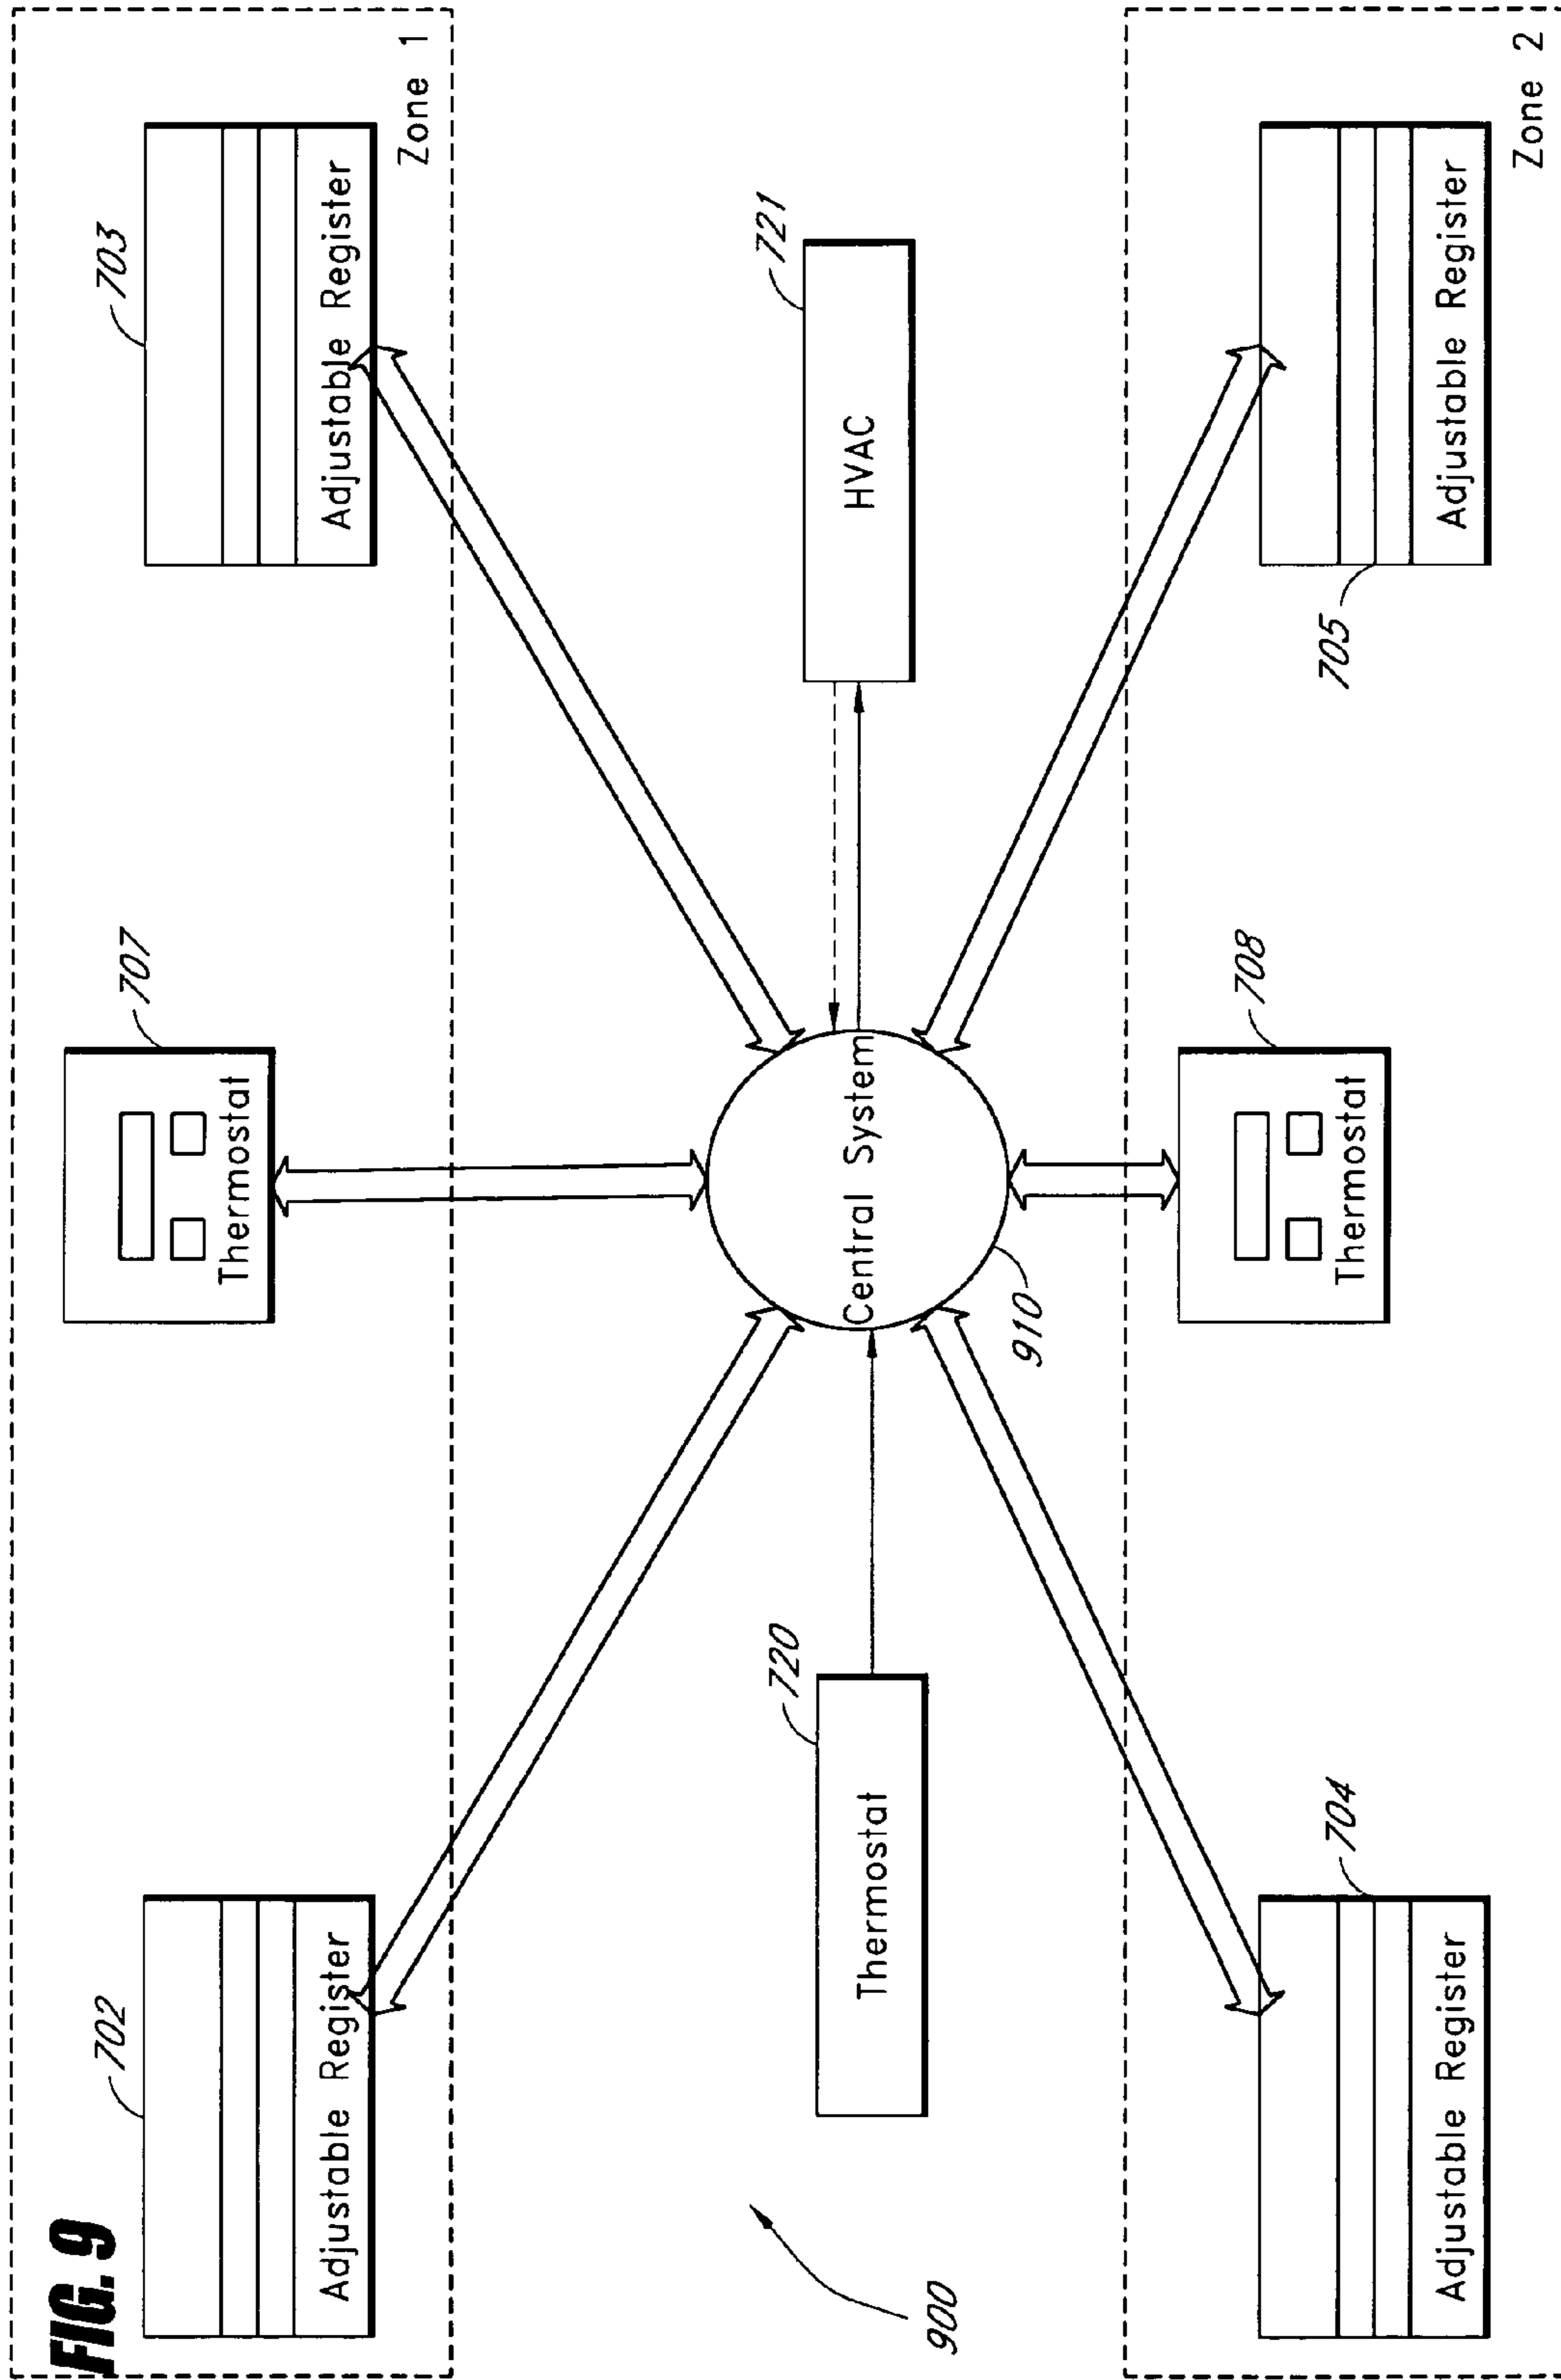 FIG. 9
702
Adjustable Register
707
Thermostat
703
Adjustable Register
Zone 1
900
720
Thermostat
Central System
910
721
HVAC
704
Adjustable Register
708
Thermostat
705
Adjustable Register
Zone 2